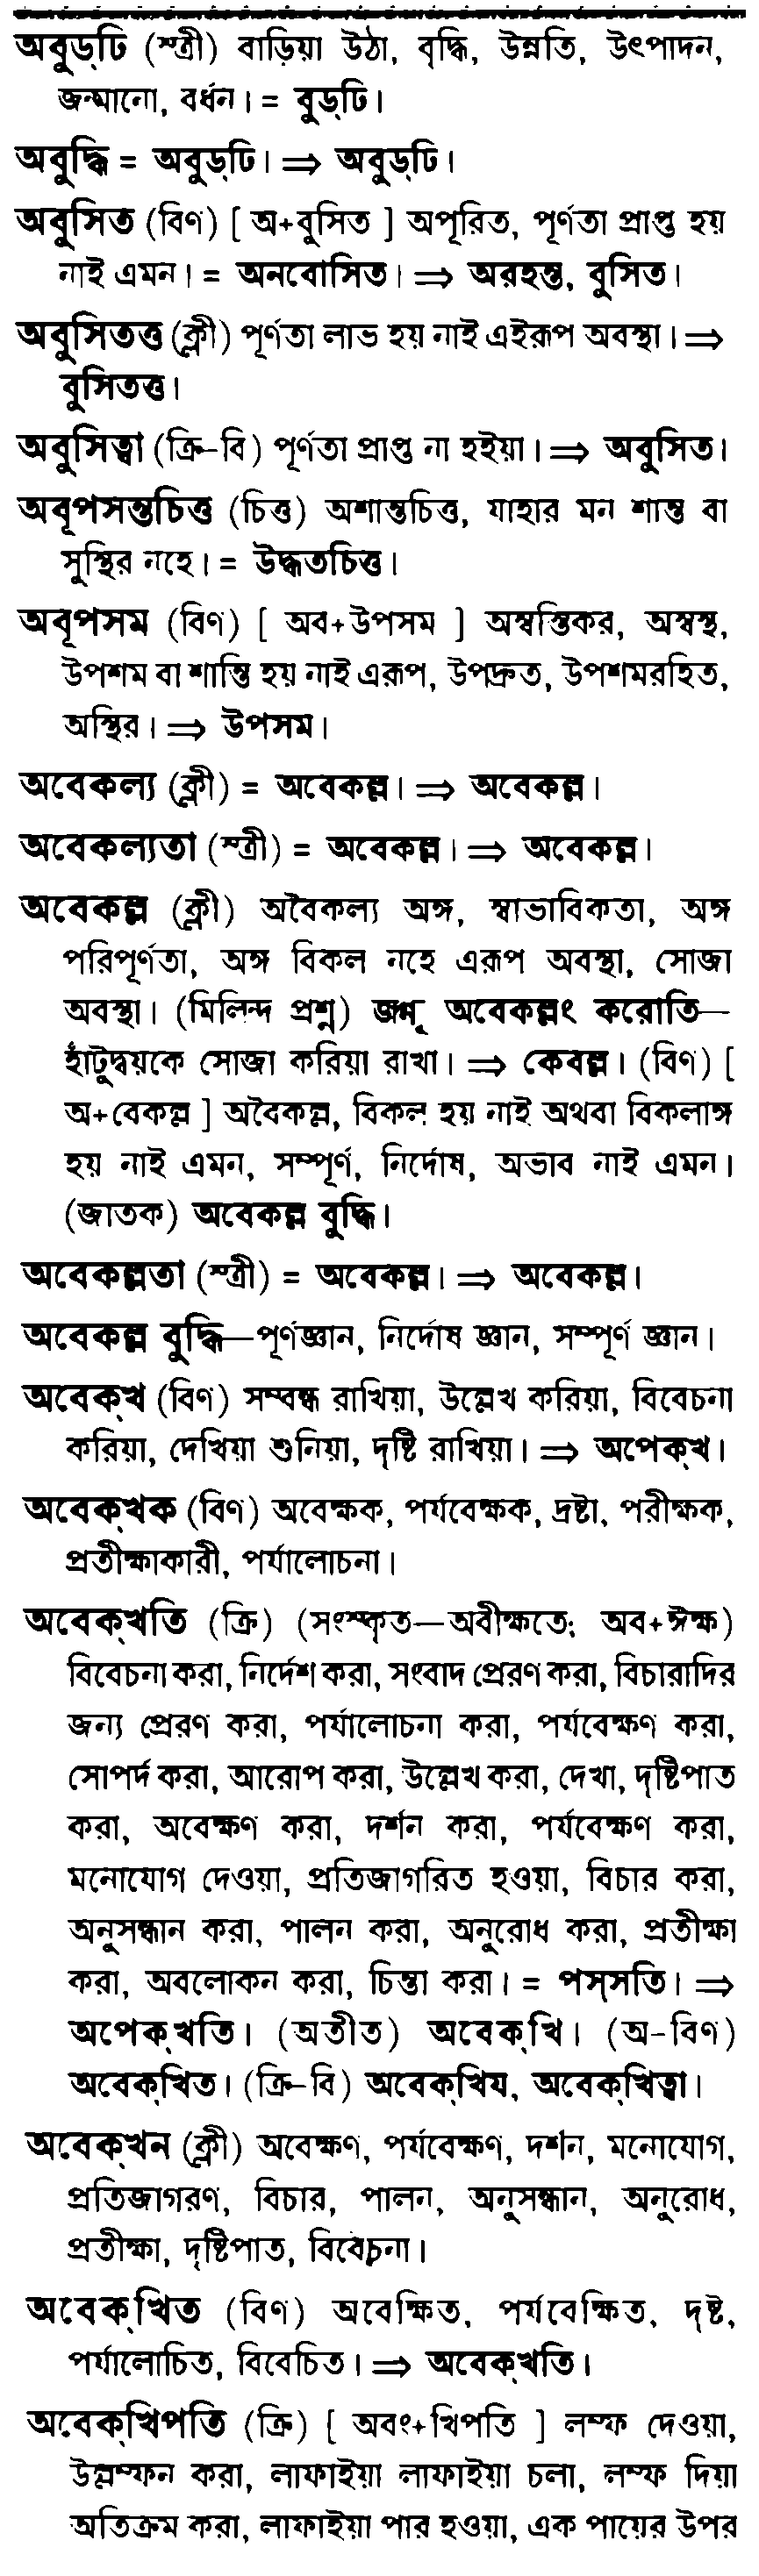 অবুড্ঢি (স্ত্রী) বাড়িয়া উঠা, বৃদ্ধি, উন্নতি, উৎপাদন,
জন্মানো, বর্ধন। = বুড্ঢি।
অবুদ্ধি = অবুড্ঢি। ⇒ অবুড্ঢি।
অবুসিত (বিণ) [ অ+বুসিত ] অপূরিত, পূর্ণতা প্রাপ্ত হয়
নাই এমন। = অনবোসিত। ⇒ অরহন্ত, বুসিত।
অবুসিতত্ত (ক্লী) পূর্ণতা লাভ হয় নাই এইরূপ অবস্থা। ⇒
বুসিতত্ত।
অবুসিত্বা (ক্রি-বি) পূর্ণতা প্রাপ্ত না হইয়া। ⇒ অবুসিত।
অবূপসন্তচিত্ত (চিত্ত) অশান্তচিত্ত, যাহার মন শান্ত বা
সুস্থির নহে। = উদ্ধতচিত্ত।
অবূপসম (বিণ) [ অব+উপসম ] অস্বস্তিকর, অস্বস্থ,
উপশম বা শান্তি হয় নাই এরূপ, উপদ্রুত, উপশমরহিত,
অস্থির। ⇒ উপসম।
অবেকল্য (ক্লী) = অবেকল্ল। ⇒ অবেকল্ল।
অবেকল্যতা (স্ত্রী) = অবেকল্ল। ⇒ অবেকল্ল।
অবেকল্ল (ক্লী) অবৈকল্য অঙ্গ, স্বাভাবিকতা, অঙ্গ
পরিপূর্ণতা, অঙ্গ বিকল নহে এরূপ অবস্থা, সোজা
অবস্থা। (মিলিন্দ প্রশ্ন) জন্নূ অবেকল্লং করোতি—
হাঁটুদ্বয়কে সোজা করিয়া রাখা। ⇒ কেবল্ল। (বিণ) [
অ+বেকল্ল ] অবৈকল্ল, বিকল হয় নাই অথবা বিকলাঙ্গ
হয় নাই এমন, সম্পূর্ণ, নির্দোষ, অভাব নাই এমন।
(জাতক) অবেকল্ল বুদ্ধি।
অবেকল্লতা (স্ত্রী) = অবেকল্ল। ⇒ অবেকল্ল।
অবেকল্ল বুদ্ধি—পূর্ণজ্ঞান, নির্দোষ জ্ঞান, সম্পূর্ণ জ্ঞান।
অবেক্খ (বিণ) সম্বন্ধ রাখিয়া, উল্লেখ করিয়া, বিবেচনা
করিয়া, দেখিয়া শুনিয়া, দৃষ্টি রাখিয়া। ⇒ অপেক্খ।
অবেক্খক (বিণ) অবেক্ষক, পর্যবেক্ষক, দ্রষ্টা, পরীক্ষক,
প্রতীক্ষাকারী, পর্যালোচনা।
অবেক্খতি (ক্রি) (সংস্কৃত—অবীক্ষতে; অব+ঈক্ষ)
বিবেচনা করা, নির্দেশ করা, সংবাদ প্রেরণ করা, বিচারাদির
জন্য প্রেরণ করা, পর্যালোচনা করা, পর্যবেক্ষণ করা,
সোপর্দ করা, আরোপ করা, উল্লেখ করা, দেখা, দৃষ্টিপাত
করা, অবেক্ষণ করা, দর্শন করা, পর্যবেক্ষণ করা,
মনোযোগ দেওয়া, প্রতিজাগরিত হওয়া, বিচার করা,
অনুসন্ধান করা, পালন করা, অনুরোধ করা, প্রতীক্ষা
করা, অবলোকন করা, চিন্তা করা। = পস্সতি। ⇒
অপেক্খতি। (অতীত) অবেক্খি। (অ-বিণ)
অবেক্খিত। (ক্রি-বি) অবেক্খিয, অবেক্খিত্বা।
অবেক্খন (ক্লী) অবেক্ষণ, পর্যবেক্ষণ, দর্শন, মনোযোগ,
প্রতিজাগরণ, বিচার, পালন, অনুসন্ধান, অনুরোধ,
প্রতীক্ষা, দৃষ্টিপাত, বিবেচনা।
অবেক্খিত (বিণ) অবেক্ষিত, পর্যবেক্ষিত, দৃষ্ট,
পর্যালোচিত, বিবেচিত। ⇒ অবেক্খতি।
অবেক্খিপতি (ক্রি) [ অবং+খিপতি ] লম্ফ দেওয়া,
উল্লম্ফন করা, লাফাইয়া লাফাইয়া চলা, লম্ফ দিয়া
অতিক্রম করা, লাফাইয়া পার হওয়া, এক পায়ের উপর